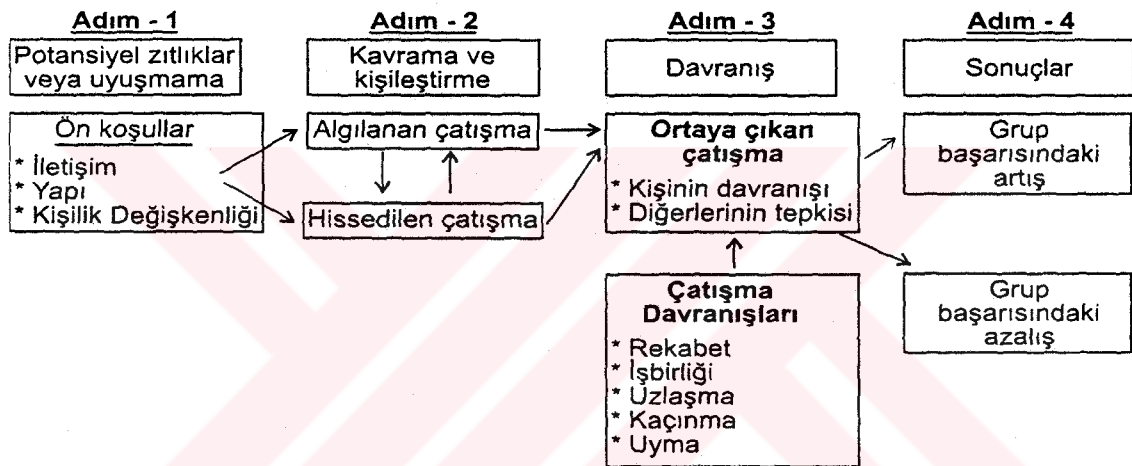 Adım - 1
Adım - 2
Adım - 3
Adım - 4
Potansiyel zıtlıklar
veya uyuşmama
Kavrama ve
kişileştirme
Davranış
Sonuçlar
Ön koşullar
* İletişim
* Yapı
* Kişilik Değişkenliği
Algılanan çatışma
Hissedilen çatışma
Ortaya çıkan
çatışma
* Kişinin davranışı
* Diğerlerinin tepkisi
Grup
başarısındaki
artış
Çatışma
Davranışları
* Rekabet
* İşbirliği
* Uzlaşma
* Kaçınma
* Uyma
Grup
başarısındaki
azalış